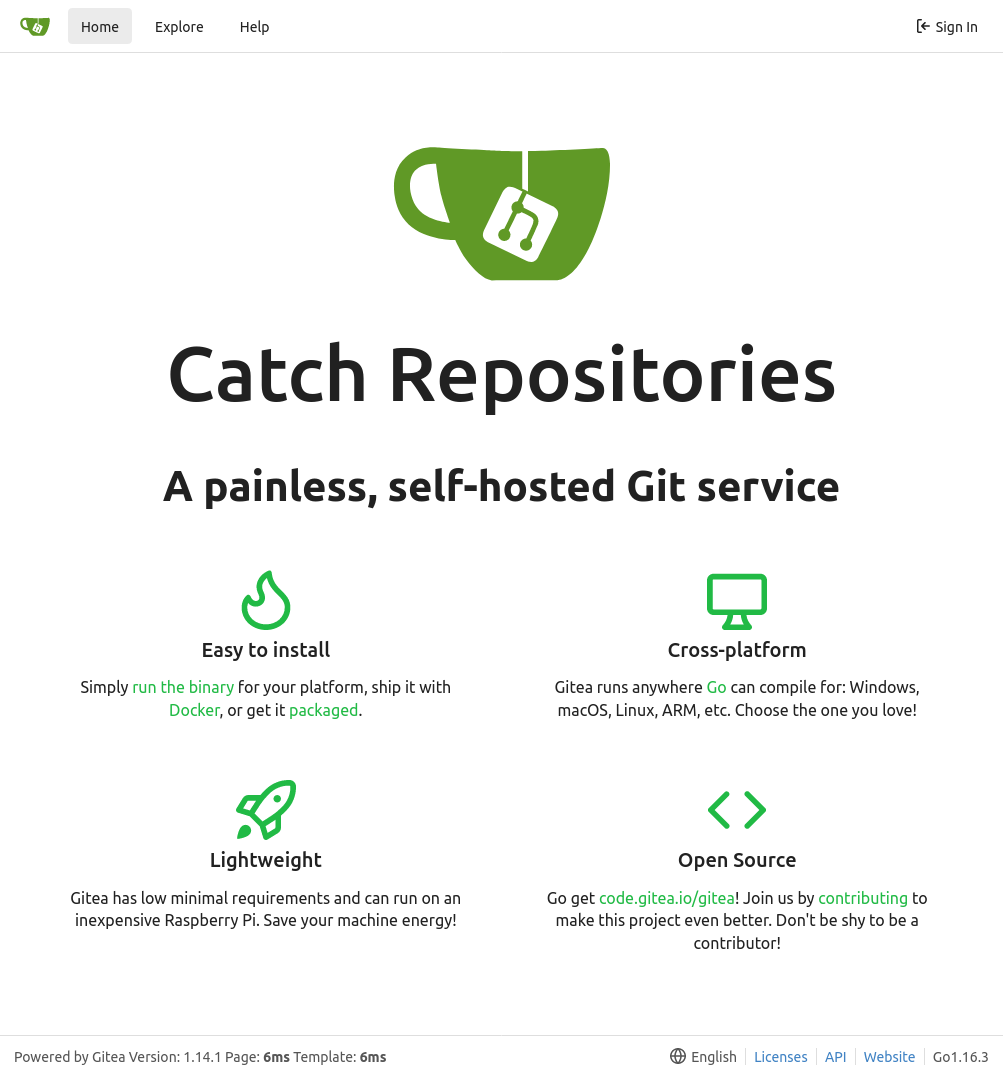 Home Explore Help Sign In
Catch Repositories
A painless, self-hosted Git service
Easy to install
Simply run the binary for your platform, ship it with
Docker, or get it packaged.
Cross-platform
Gitea runs anywhere Go can compile for: Windows,
macOS, Linux, ARM, etc. Choose the one you love!
Lightweight
Gitea has low minimal requirements and can run on an
inexpensive Raspberry Pi. Save your machine energy!
Open Source
Go get code.gitea.io/gitea! Join us by contributing to
make this project even better. Don't be shy to be a
contributor!
Powered by Gitea Version: 1.14.1 Page: 6ms Template: 6ms English Licenses API Website Go1.16.3